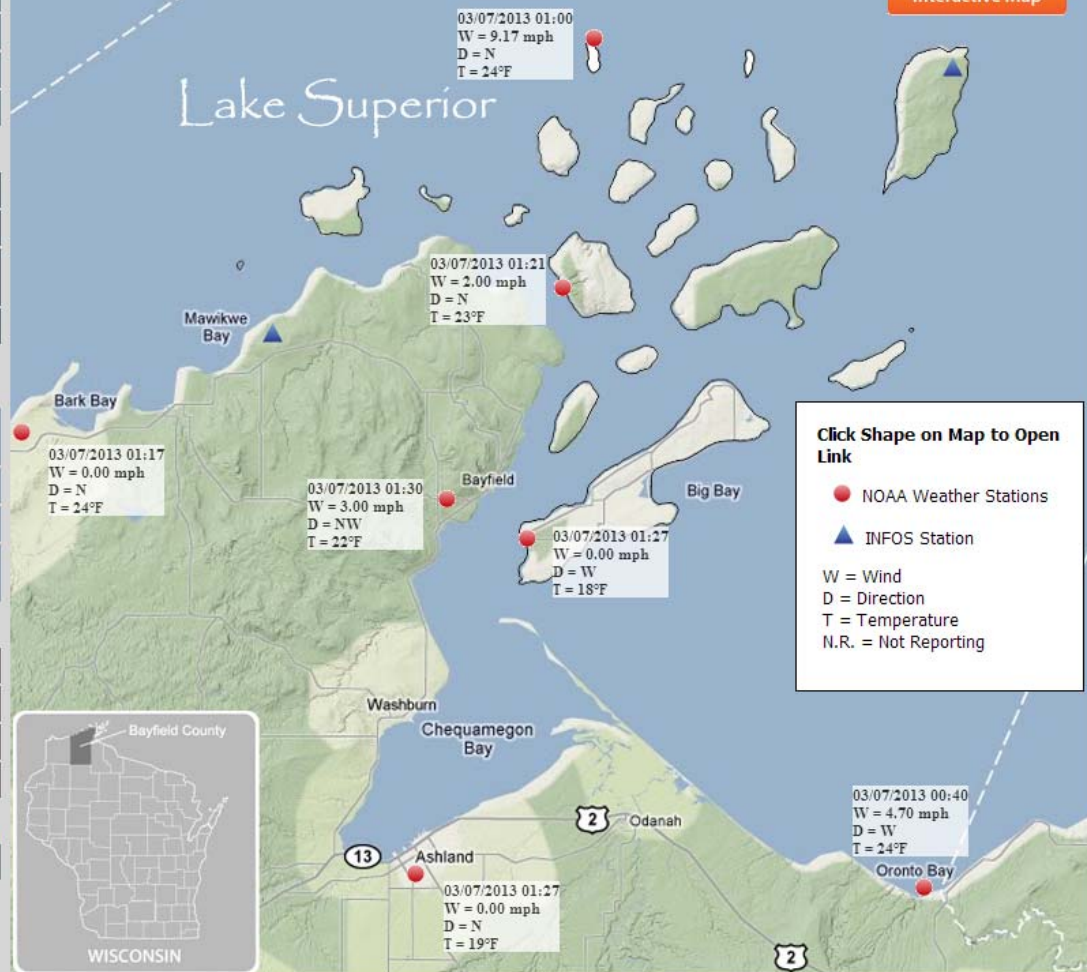 Interactive Map
03/07/2013 01:00
W = 9.17 mph
D = N
T = 24°F
Lake Superior
03/07/2013 01:21
W = 2.00 mph
D = N
T = 23°F
Mawikwe
Bay
Bark Bay
03/07/2013 01:17
W = 0.00 mph
D = N
T = 24°F
03/07/2013 01:30
W = 3.00 mph
D = NW
T = 22°F
Bayfield
Big Bay
03/07/2013 01:27
W = 0.00 mph
D = W
T = 18°F
Click Shape on Map to Open
Link
NOAA Weather Stations
INFOS Station
W = Wind
D = Direction
T = Temperature
N.R. = Not Reporting
Washburn
Chequamegon
Bay
Bayfield County
WISCONSIN
2
Odanah
13
Ashland
03/07/2013 01:27
W = 0.00 mph
D = N
T = 19°F
03/07/2013 00:40
W = 4.70 mph
D = W
T = 24°F
Oronto Bay
2